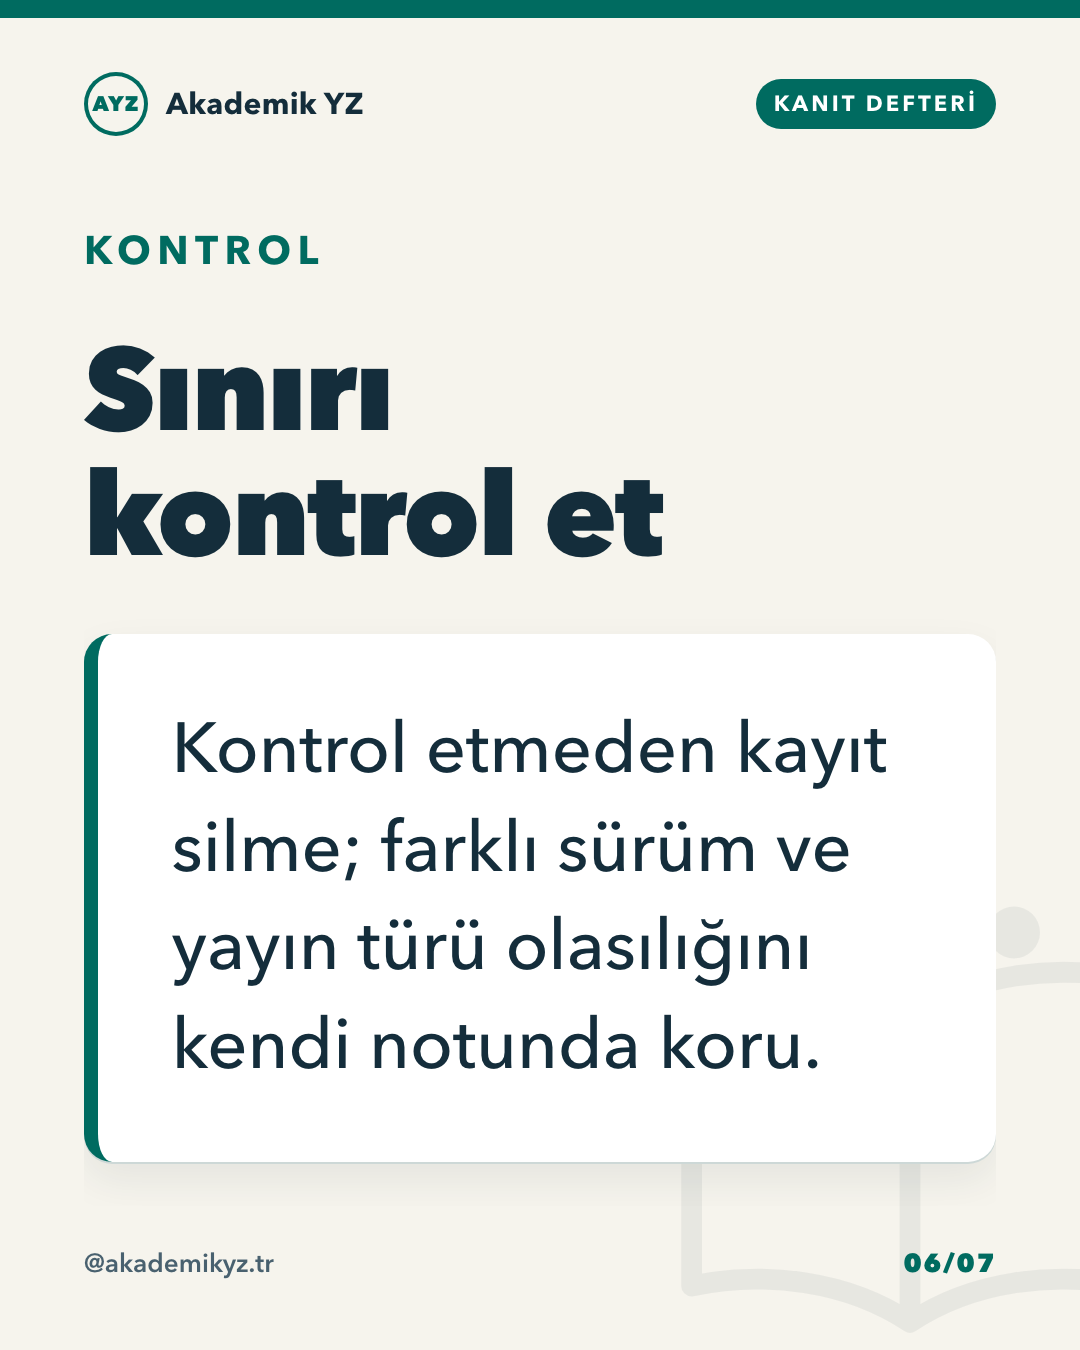 AYZ
Akademik YZ
KANIT DEFTERİ
KONTROL
Sınırı
kontrol et
Kontrol etmeden kayıt
silme; farklı sürüm ve
yayın türü olasılığını
kendi notunda koru.
@akademikyz.tr
06/07